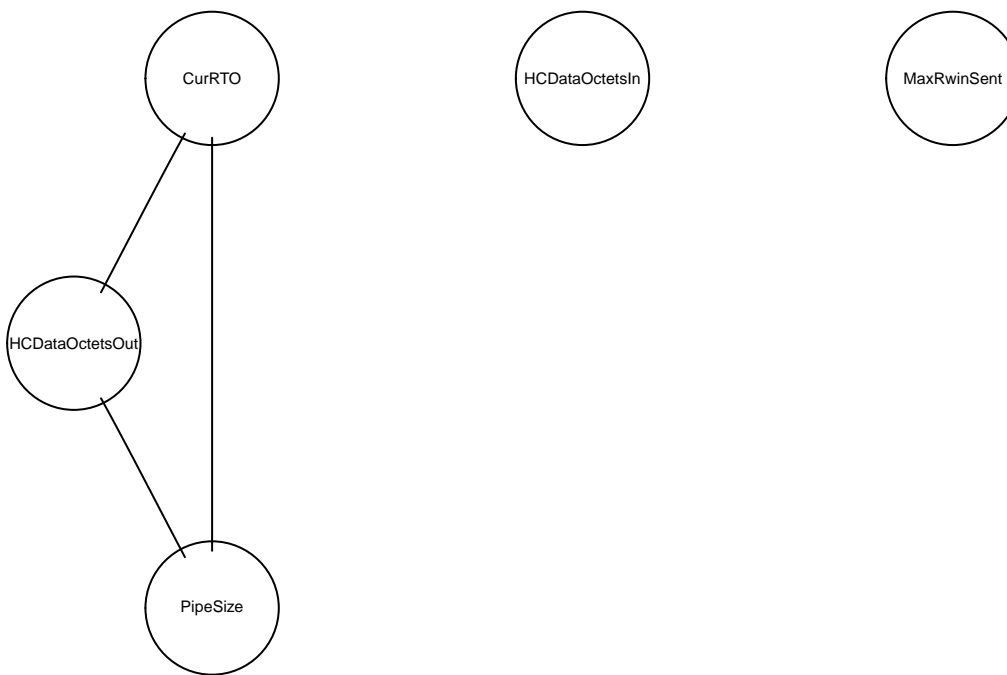 CurRTO
HCDataOctetsIn
MaxRwinSent
HCDataOctetsOut
PipeSize